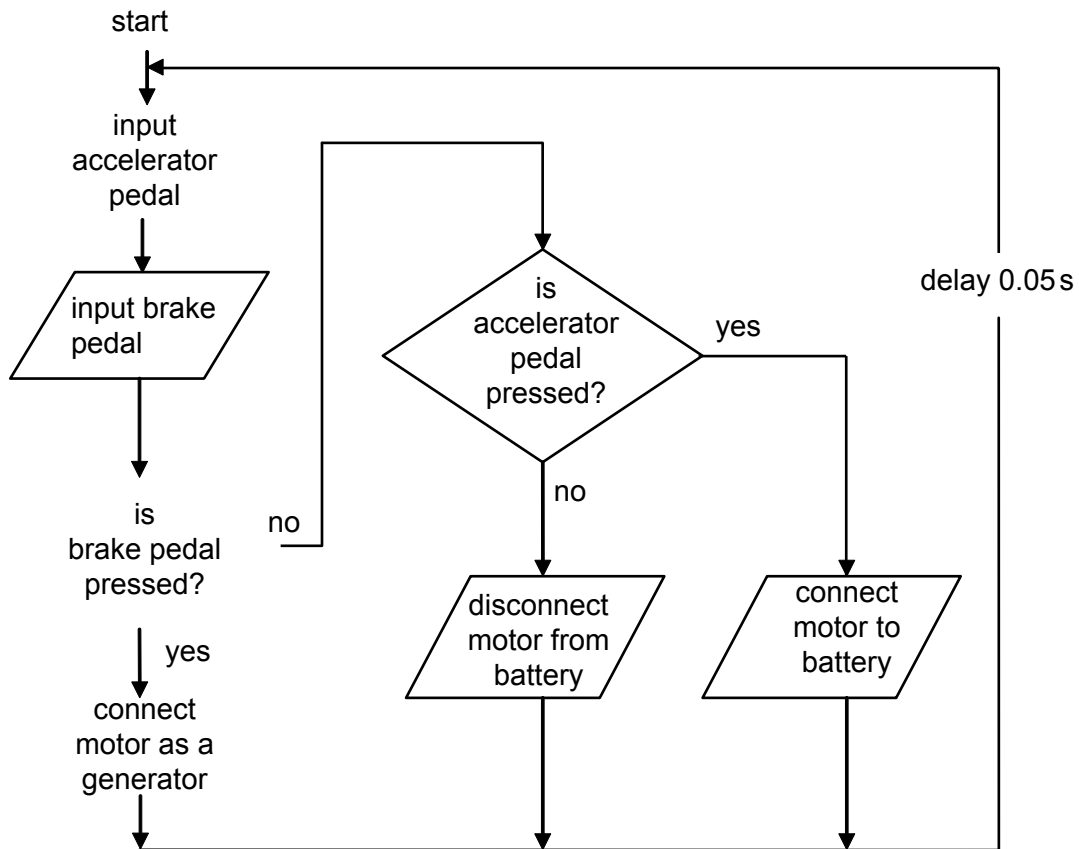 start
input
accelerator
pedal
input brake
pedal
is
brake pedal
pressed?
no
yes
connect
motor as a
generator
is
accelerator
pedal
pressed?
yes
no
disconnect
motor from
battery
connect
motor to
battery
delay 0.05 s